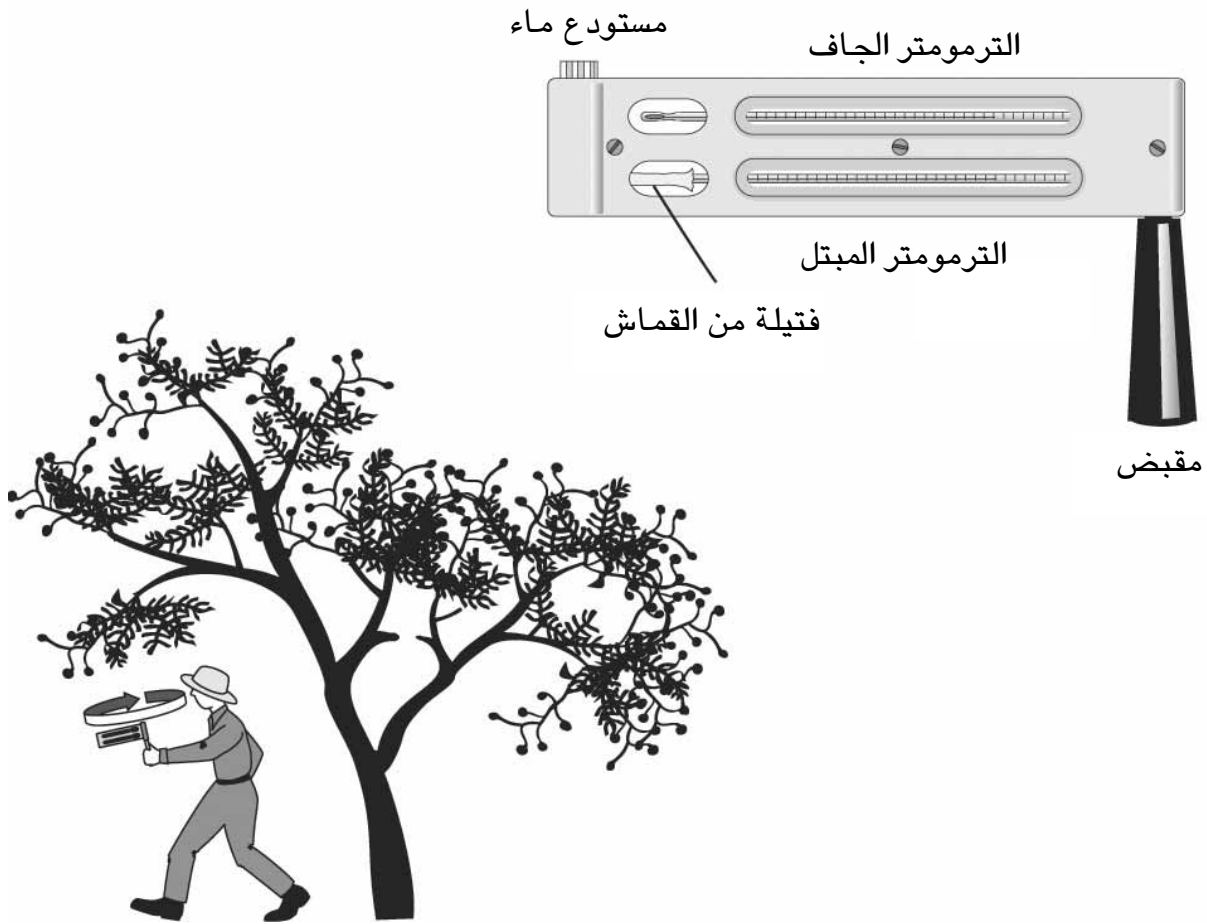 مستودع ماء
الترمومتر الجاف
الترمومتر المبتل
فتيلة من القماش
مقبض